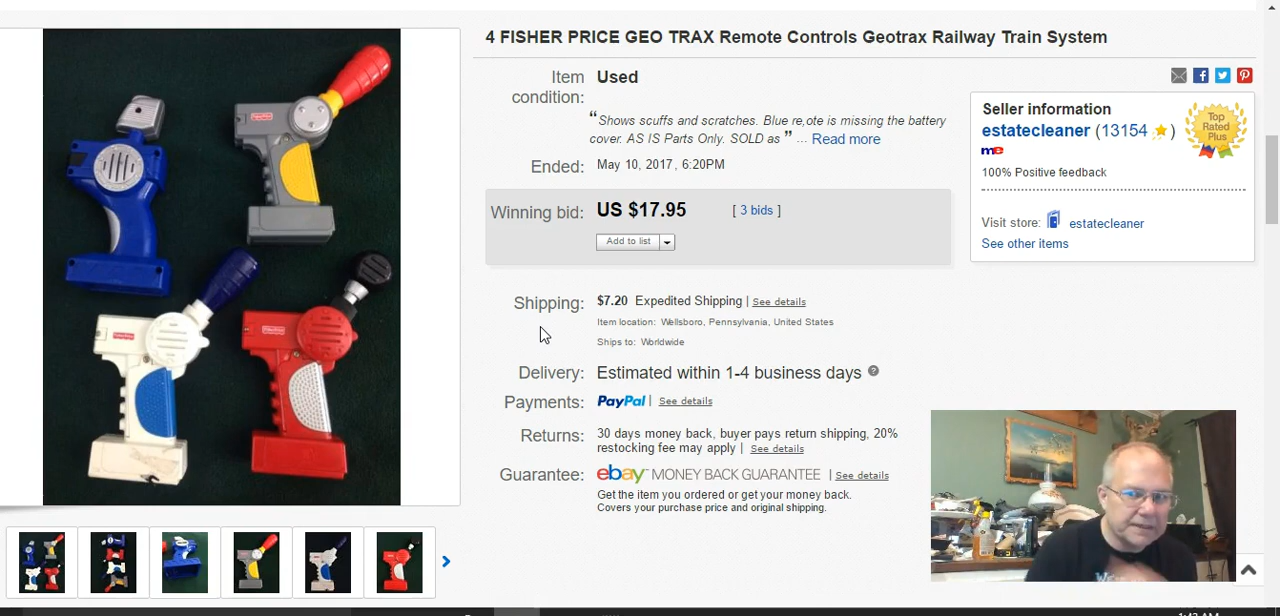 4 FISHER PRICE GEO TRAX Remote Controls Geotrax Railway Train System
Item condition: Used
“Shows scuffs and scratches. Blue re,ote is missing the battery
cover. AS IS Parts Only. SOLD as ” ... Read more
Ended: May 10, 2017 , 6:20PM
Winning bid: US $17.95 [ 3 bids ]
Add to list
Shipping: $7.20 Expedited Shipping | See details
Item location: Wellsboro, Pennsylvania, United States
Ships to: Worldwide
Delivery: Estimated within 1-4 business days ?
Payments: PayPal | See details
Returns: 30 days money back, buyer pays return shipping, 20%
restocking fee may apply | See details
Guarantee: ebay MONEY BACK GUARANTEE | See details
Get the item you ordered or get your money back.
Covers your purchase price and original shipping.
Seller information
estatecleaner (13154 )
me
100% Positive feedback
Top
Rated
Plus
Visit store: estatecleaner
See other items
Fisher-Price
Fisher-Price
Fisher-Price